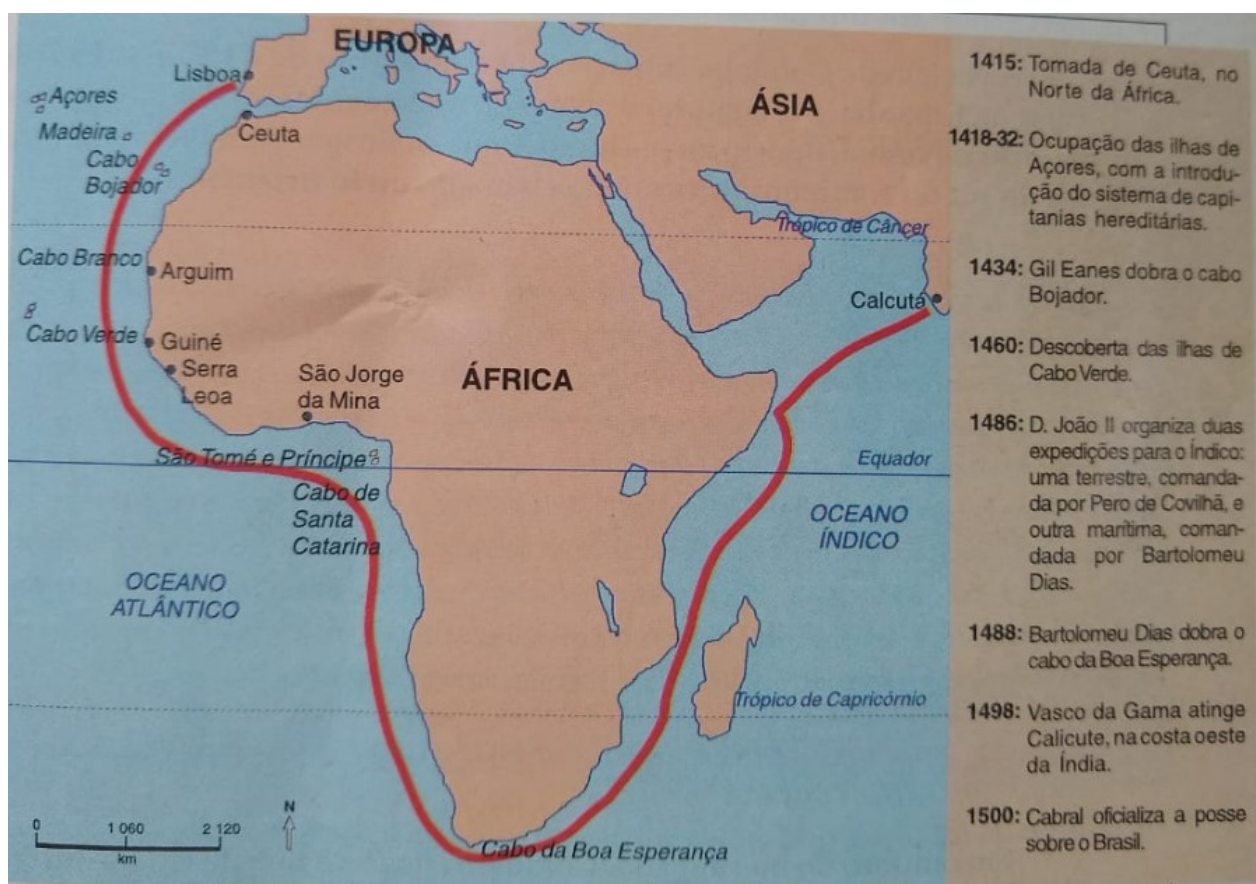 EUROPA
Lisboa
Açores
ÁSIA
Madeira
Ceuta
Cabo
Bojador
Trópico de Câncer
Cabo Branco
Arguim
Calcutá
Cabo Verde
Guiné
Serra
Leoa
São Jorge
da Mina
ÁFRICA
São Tomé e Príncipe
Equador
Cabo de
Santa
Catarina
OCEANO
ÍNDICO
OCEANO
ATLÂNTICO
Trópico de Capricórnio
N
0 1 060 2 120
km
Cabo da Boa Esperança
1415: Tomada de Ceuta, no
Norte da África.
1418-32: Ocupação das ilhas de
Açores, com a introdu-
ção do sistema de capi-
tanias hereditárias.
1434: Gil Eanes dobra o cabo
Bojador.
1460: Descoberta das ilhas de
Cabo Verde.
1486: D. João II organiza duas
expedições para o Índico:
uma terrestre, comanda-
da por Pero de Covilhã, e
outra marítima, coman-
dada por Bartolomeu
Dias.
1488: Bartolomeu Dias dobra o
cabo da Boa Esperança.
1498: Vasco da Gama atinge
Calicute, na costa oeste
da Índia.
1500: Cabral oficializa a posse
sobre o Brasil.